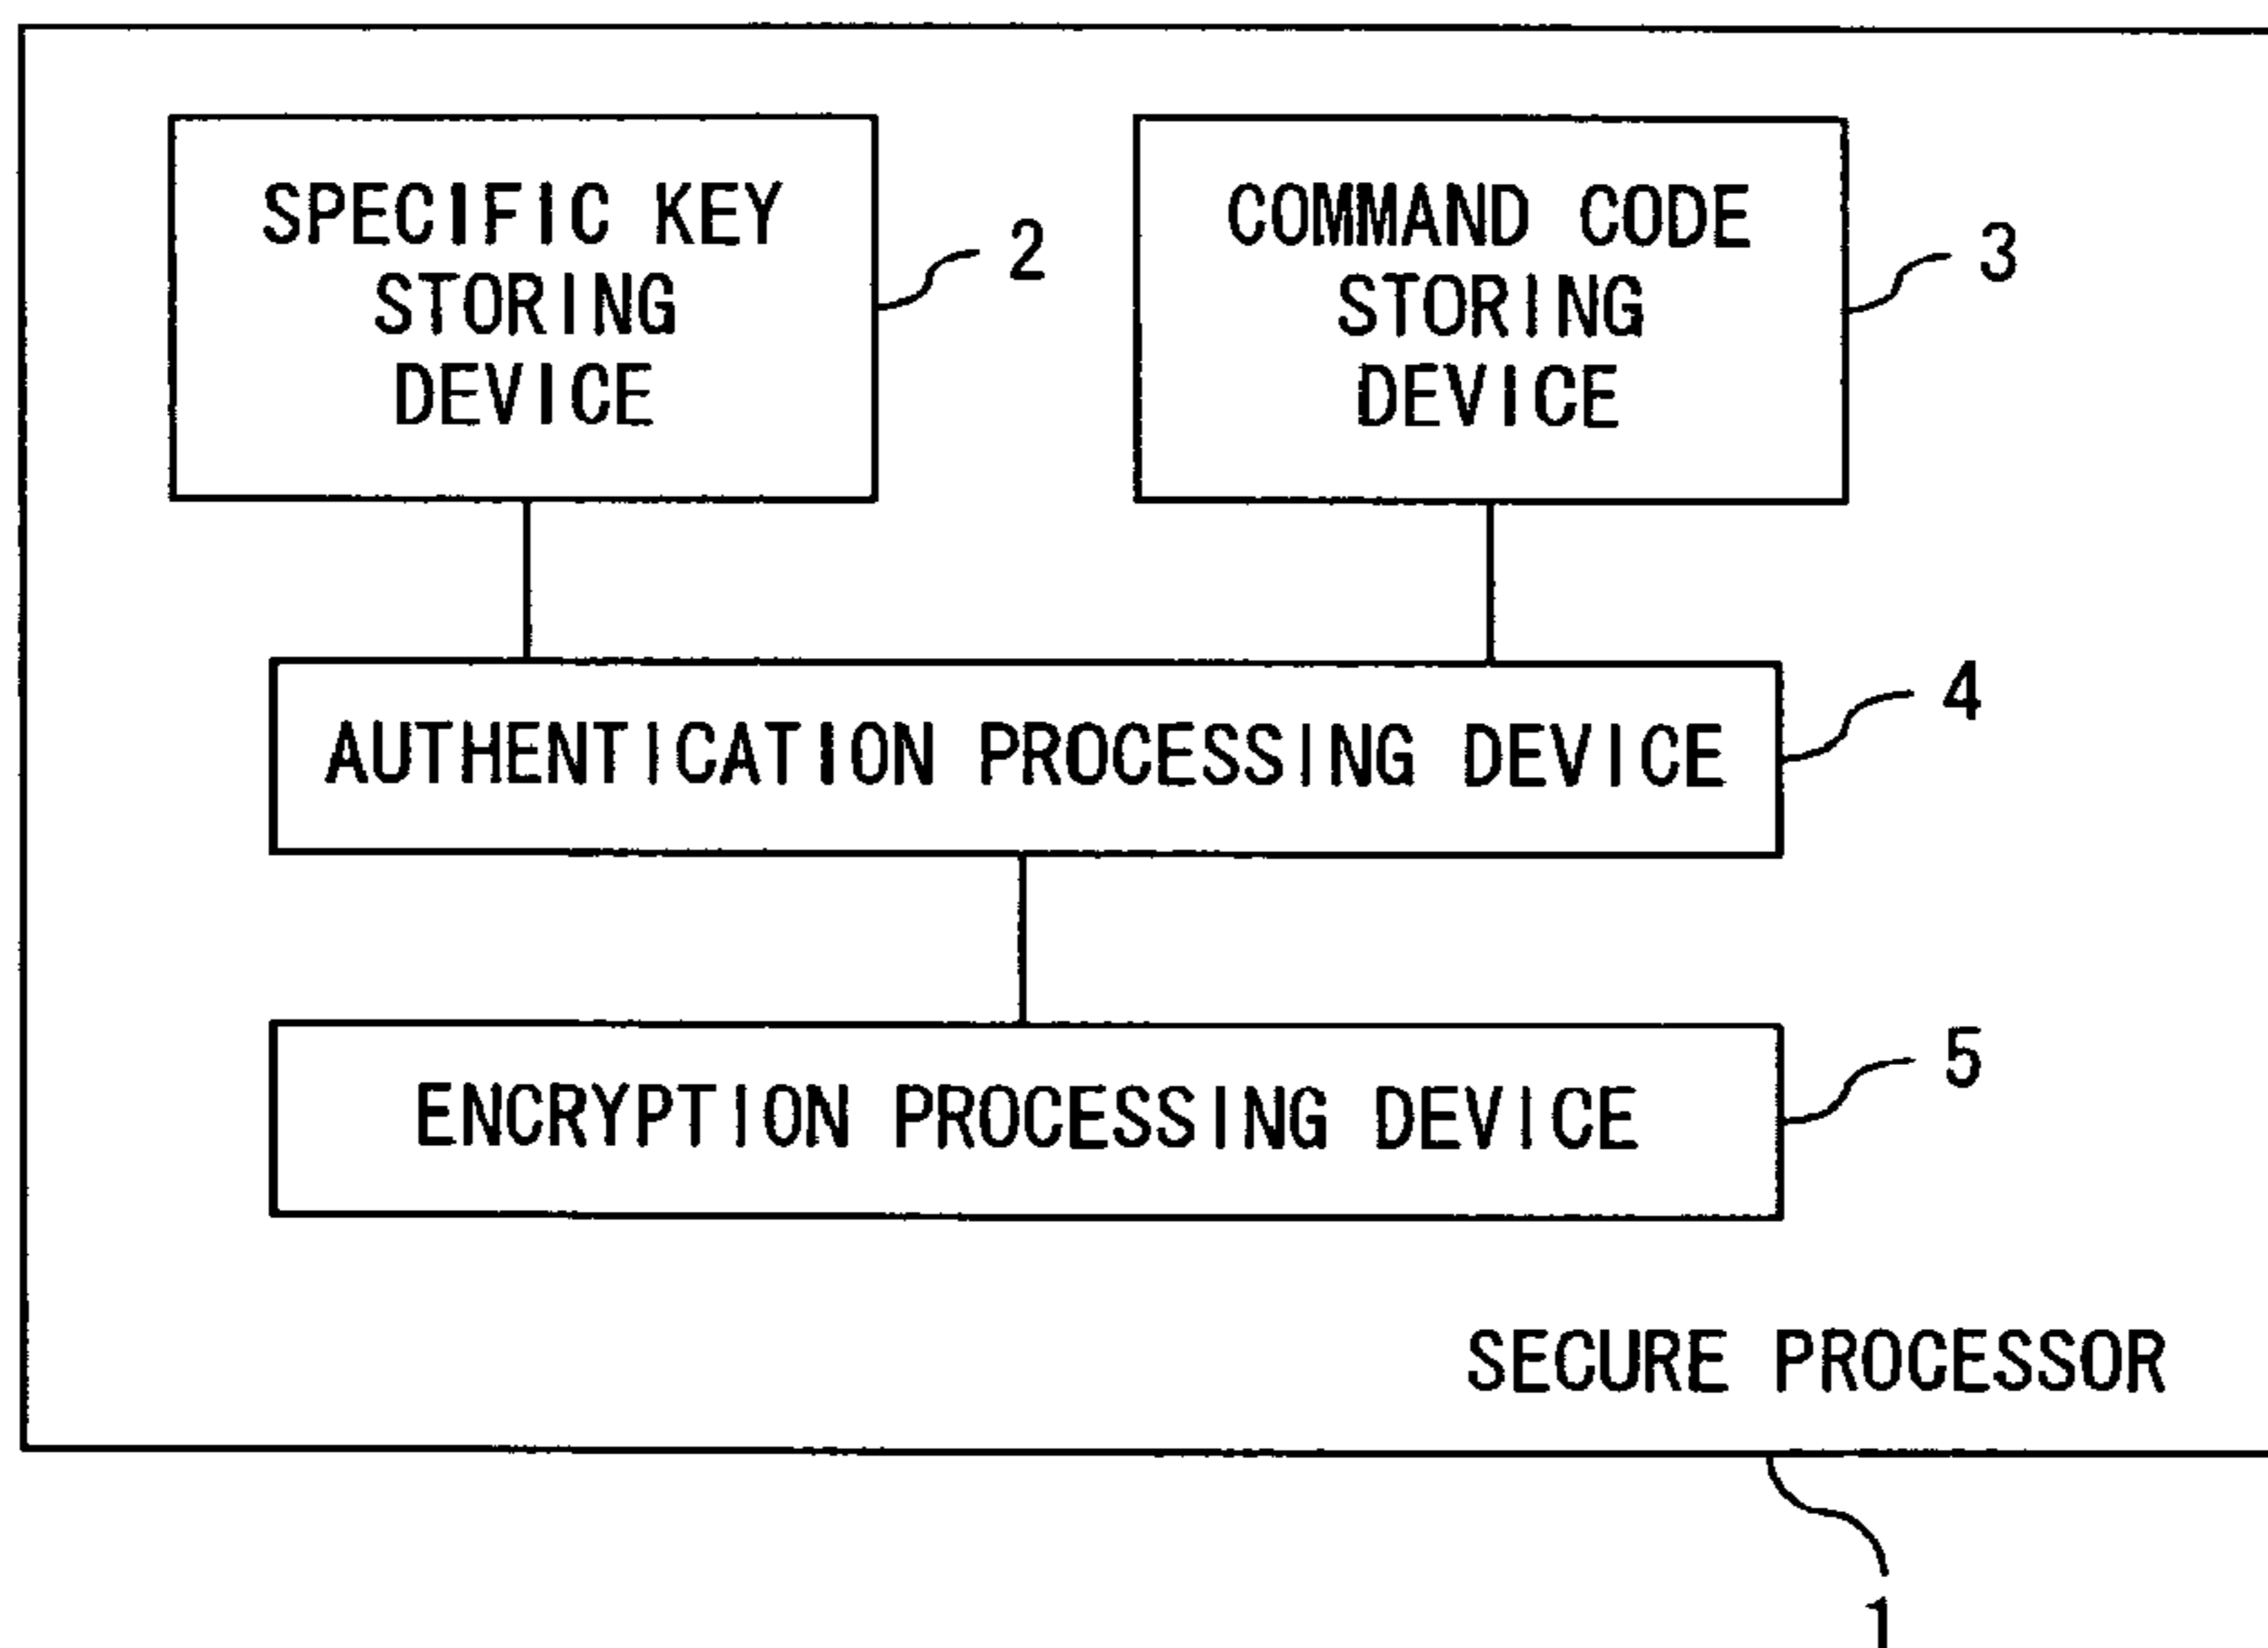 SPECIFIC KEY
STORING
DEVICE
2
COMMAND CODE
STORING
DEVICE
3
AUTHENTICATION PROCESSING DEVICE
4
ENCRYPTION PROCESSING DEVICE
5
SECURE PROCESSOR
1